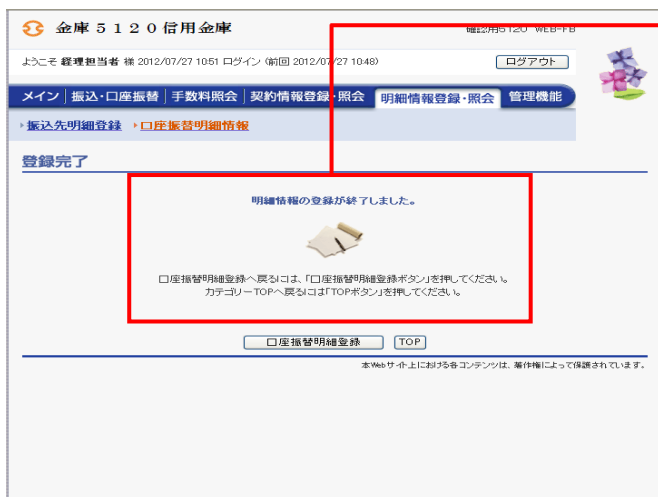 金庫５１２０信用金庫
確認用5120 WEB-FB
ようこそ 経理担当者 様 2012/07/27 10:51 ログイン (前回 2012/07/27 10:48)
ログアウト
メイン 振込・口座振替 手数料照会 契約情報登録・照会 明細情報登録・照会 管理機能
振込先明細登録 口座振替明細情報
登録完了
明細情報の登録が終了しました。
口座振替明細登録へ戻るには、「口座振替明細登録ボタン」を押してください。
カテゴリーTOPへ戻るには「TOPボタン」を押してください。
口座振替明細登録 TOP
本Webサイト上における各コンテンツは、著作権によって保護されています。